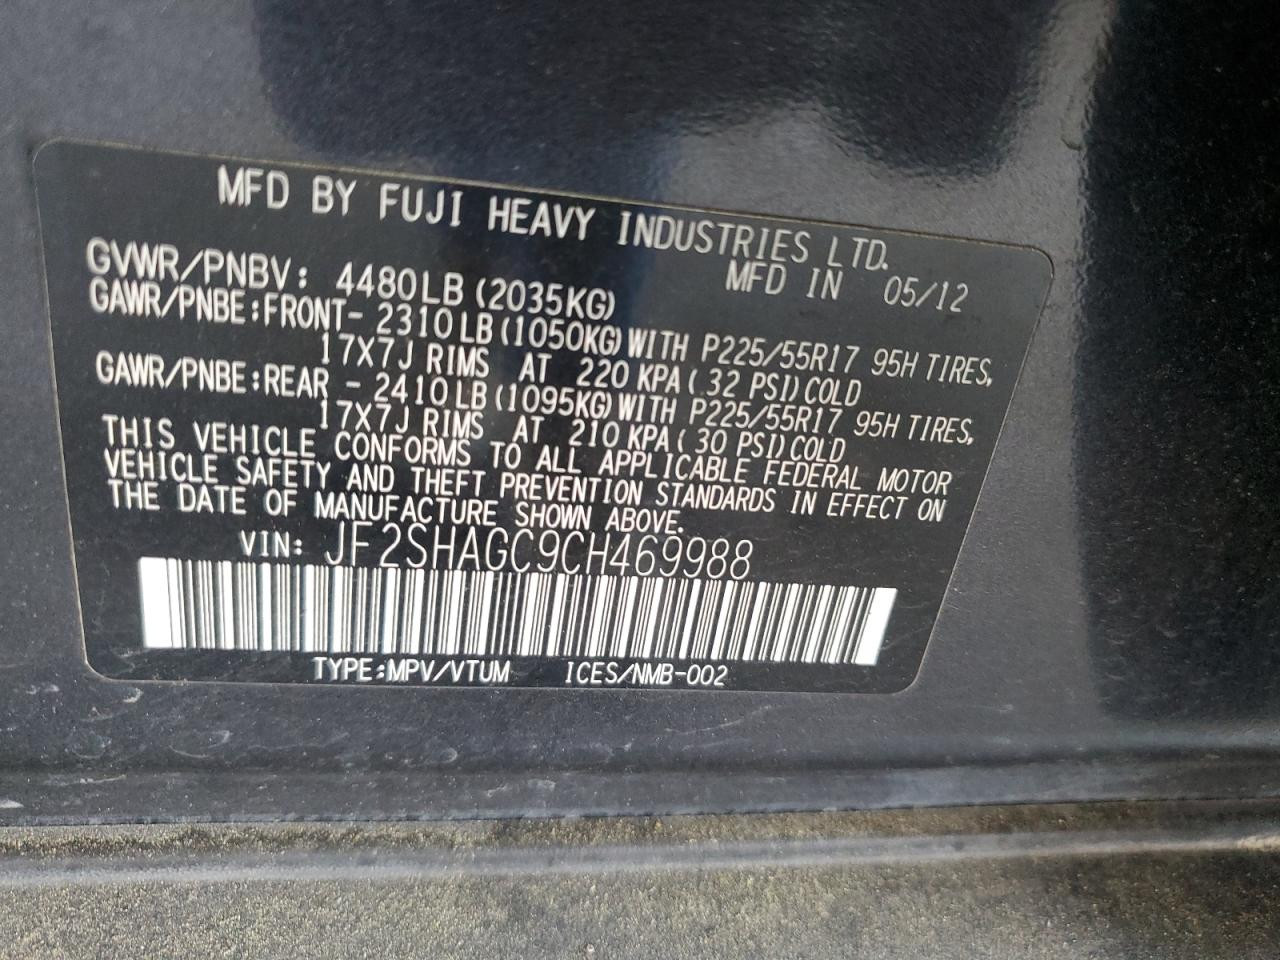 MFD BY FUJI HEAVY INDUSTRIES LTD.
MFD IN 05/12
GVWR/PNBV: 4480LB (2035KG)
GAWR/PNBE:FRONT- 2310LB (1050KG) WITH P225/55R17 95H TIRES,
17X7J RIMS AT 220 KPA ( 32 PSI) COLD
GAWR/PNBE:REAR - 2410LB (1095KG) WITH P225/55R17 95H TIRES,
17X7J RIMS AT 210 KPA ( 30 PSI) COLD
THIS VEHICLE CONFORMS TO ALL APPLICABLE FEDERAL MOTOR
VEHICLE SAFETY AND THEFT PREVENTION STANDARDS IN EFFECT ON
THE DATE OF MANUFACTURE SHOWN ABOVE.
VIN: JF2SHAGC9CH469988
TYPE:MPV/VTUM ICES/NMB-002